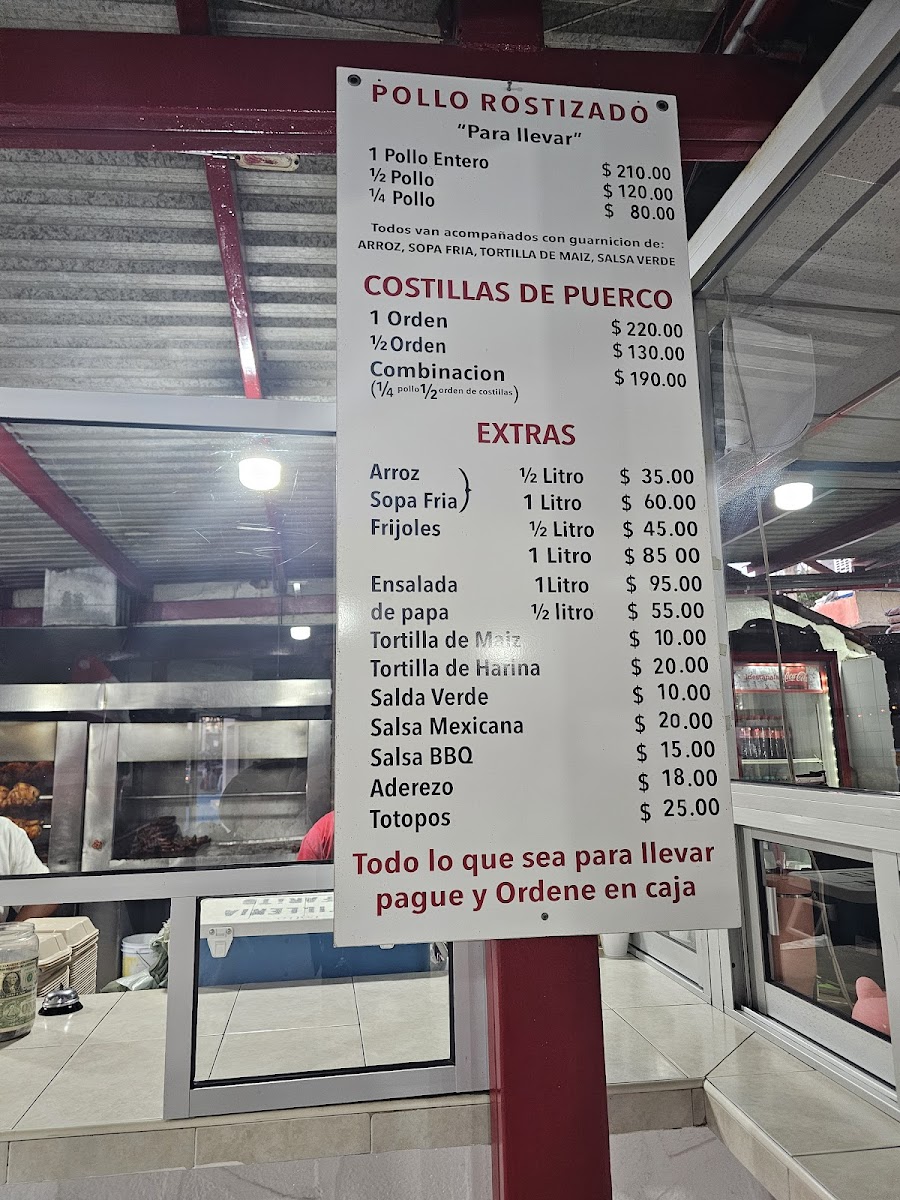 POLLO ROSTIZADO
“Para llevar”
1 Pollo Entero $ 210.00
½ Pollo $ 120.00
¼ Pollo $ 80.00
Todos van acompañados con guarnicion de:
ARROZ, SOPA FRIA, TORTILLA DE MAIZ, SALSA VERDE
COSTILLAS DE PUERCO
1 Orden $ 220.00
½ Orden $ 130.00
Combinacion $ 190.00
(¼ pollo 1/2 orden de costillas)
EXTRAS
Arroz ½ Litro $ 35.00
Sopa Fria 1 Litro $ 60.00
Frijoles ½ Litro $ 45.00
1 Litro $ 85 00
Ensalada 1Litro $ 95.00
de papa ½ litro $ 55.00
Tortilla de Maiz $ 10.00
Tortilla de Harina $ 20.00
Salda Verde $ 10.00
Salsa Mexicana $ 20.00
Salsa BBQ $ 15.00
Aderezo $ 18.00
Totopos $ 25.00
Todo lo que sea para llevar
pague y Ordene en caja
Coca-Cola